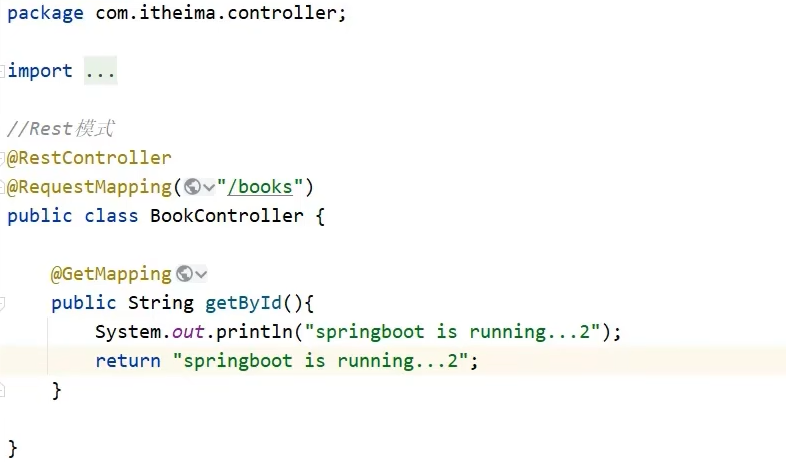 package com.itheima.controller;
import ...
//Rest模式
@RestController
@RequestMapping("/books")
public class BookController {
@GetMapping
public String getById(){
System.out.println("springboot is running...2");
return "springboot is running...2";
}
}